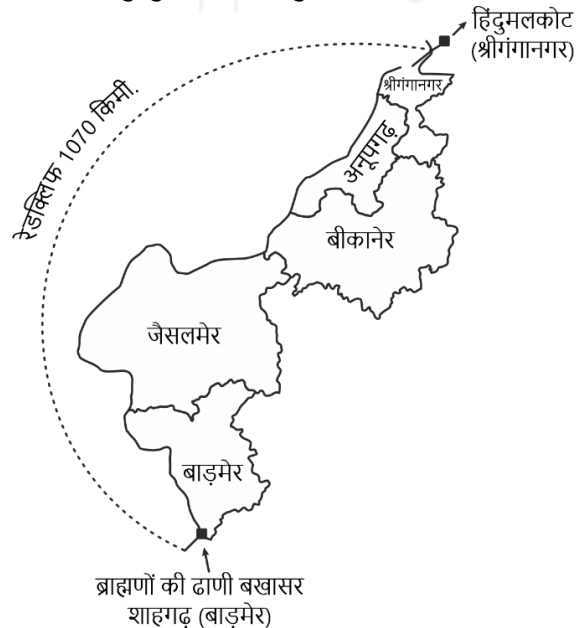 हिंदुमलकोट
(श्रीगंगानगर)
श्रीगंगानगर
रेडक्लिफ 1070 किमी.
अनूपगढ़
बीकानेर
जैसलमेर
बाड़मेर
ब्राह्मणों की ढाणी बखासर
शाहगढ़ (बाड़मेर)